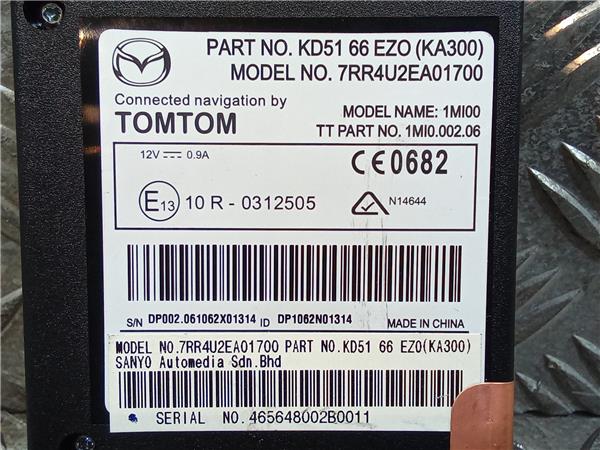 PART NO. KD51 66 EZO (KA300)
MODEL NO. 7RR4U2EA01700
Connected navigation by
TOMTOM
MODEL NAME: 1MI00
TT PART NO. 1MI0.002.06
12V ⎓ 0.9A
CE0682
E13 10 R - 0312505
N14644
S/N DP002.061062X01314 ID DP1062N01314 MADE IN CHINA
MODEL NO.7RR4U2EA01700 PART NO.KD51 66 EZ0(KA300)
SANYO Automedia Sdn.Bhd
SERIAL NO.465648002B0011